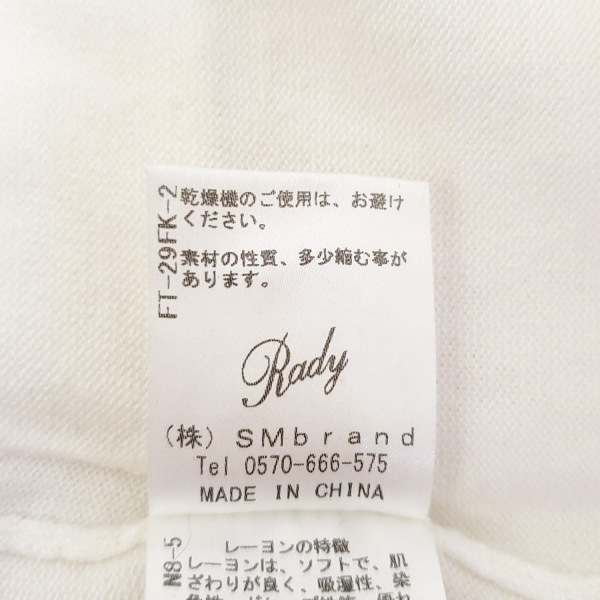 FT-29FK-2
乾燥機のご使用は、お避け
ください。
素材の性質、多少縮む事が
あります。
Rady
（株）SMbrand
Tel 0570-666-575
MADE IN CHINA
N8-5
レーヨンの特徴
レーヨンは、ソフトで、肌
ざわりが良く、吸湿性、染